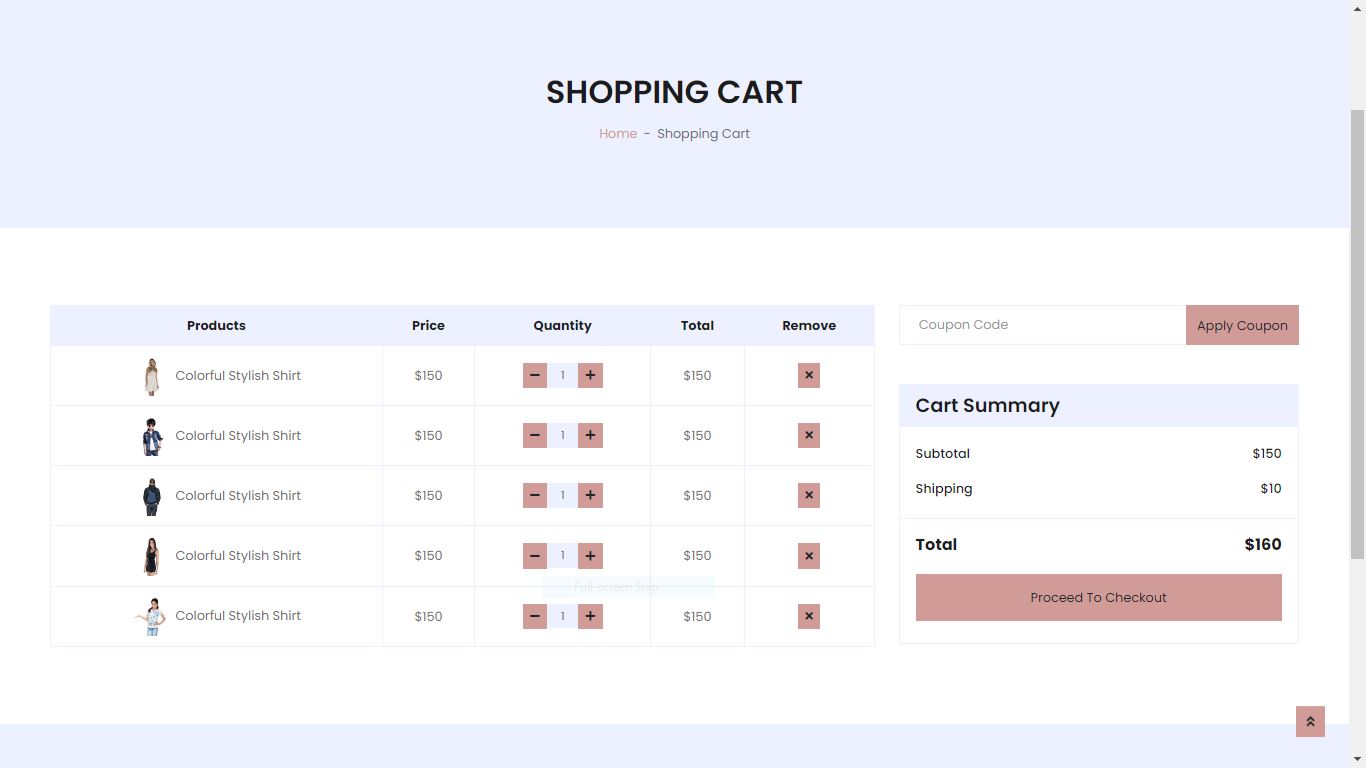 SHOPPING CART
Home - Shopping Cart
Products Price Quantity Total Remove
Colorful Stylish Shirt $150 − 1 + $150 ×
Colorful Stylish Shirt $150 − 1 + $150 ×
Colorful Stylish Shirt $150 − 1 + $150 ×
Colorful Stylish Shirt $150 − 1 + $150 ×
Full-screen Snip
Colorful Stylish Shirt $150 − 1 + $150 ×
Coupon Code Apply Coupon
Cart Summary
Subtotal $150
Shipping $10
Total $160
Proceed To Checkout